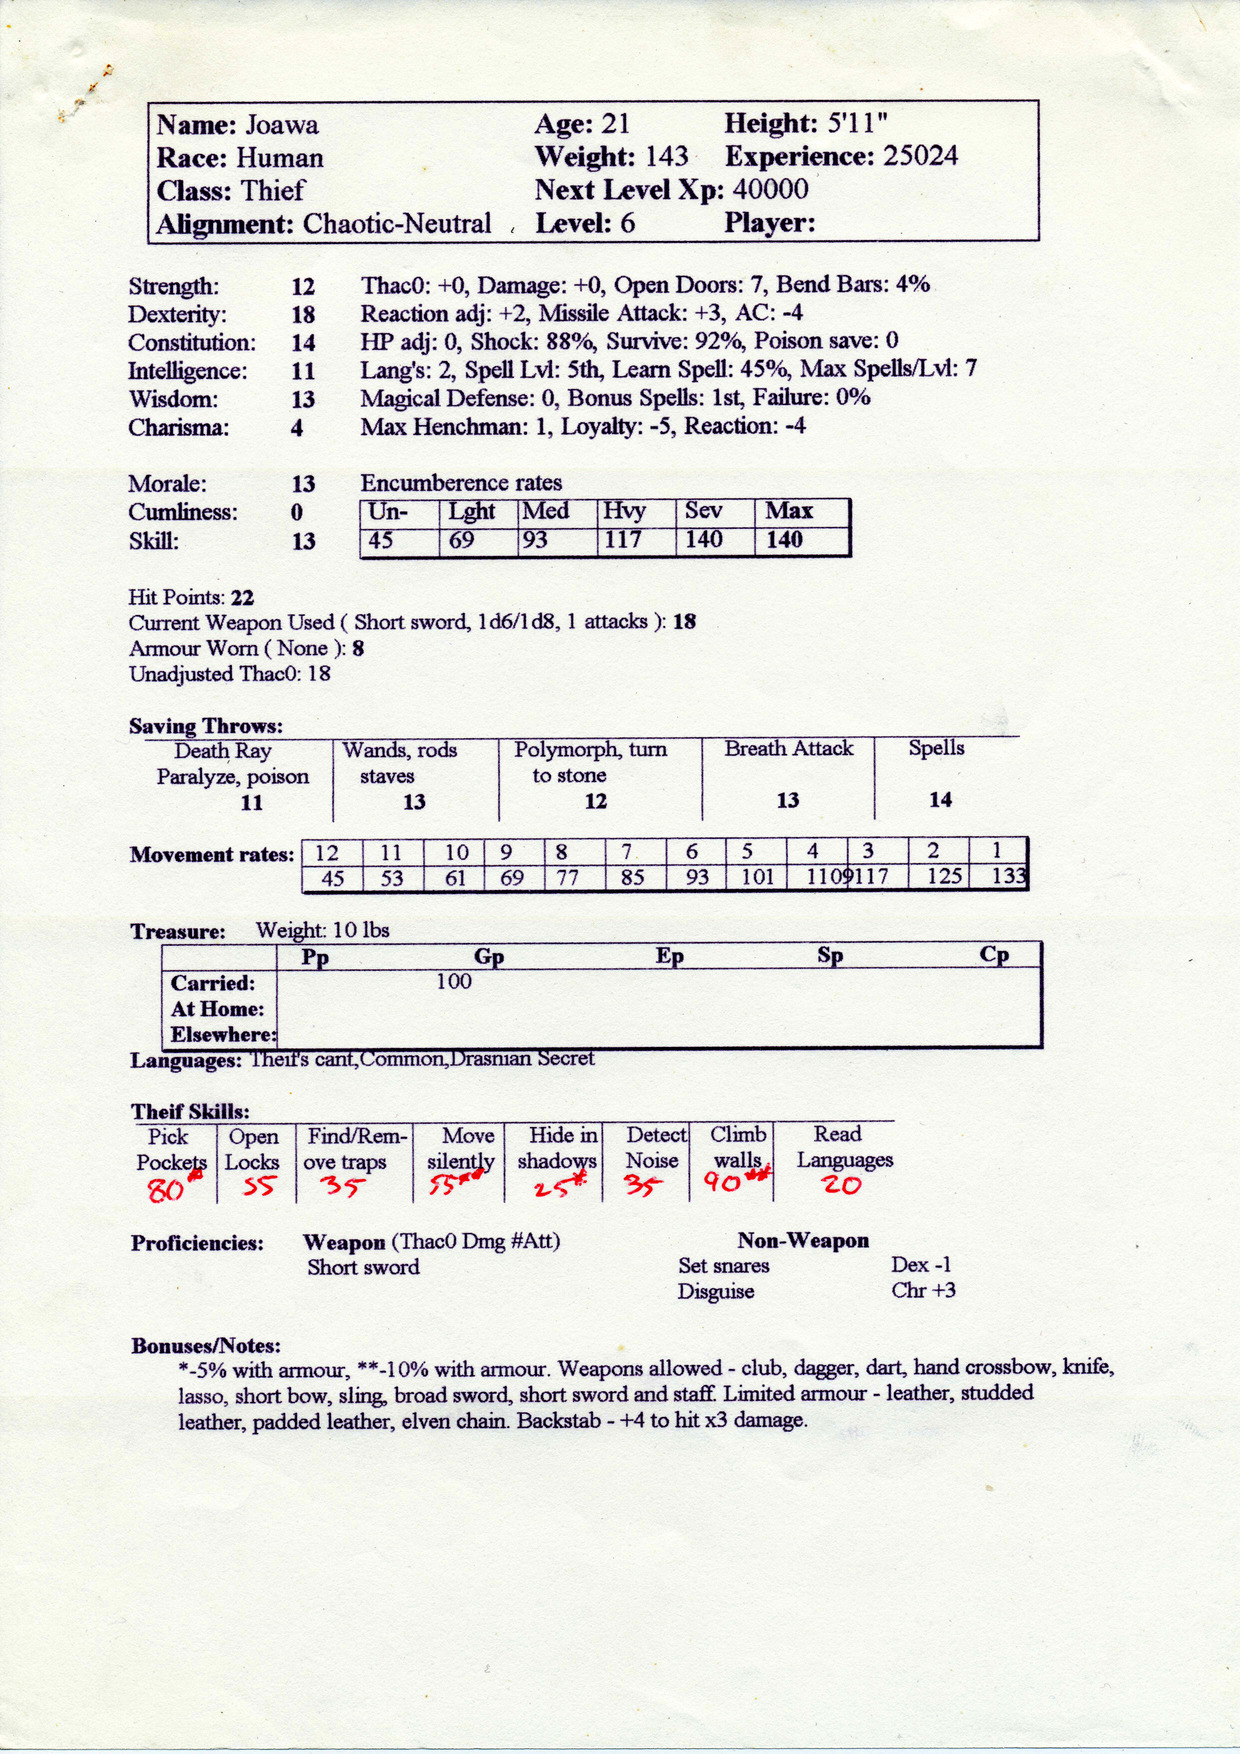 Name: Joawa Age: 21 Height: 5'11"
Race: Human Weight: 143 Experience: 25024
Class: Thief Next Level Xp: 40000
Alignment: Chaotic-Neutral Level: 6 Player:
Strength: 12 Thac0: +0, Damage: +0, Open Doors: 7, Bend Bars: 4%
Dexterity: 18 Reaction adj: +2, Missile Attack: +3, AC: -4
Constitution: 14 HP adj: 0, Shock: 88%, Survive: 92%, Poison save: 0
Intelligence: 11 Lang's: 2, Spell Lvl: 5th, Learn Spell: 45%, Max Spells/Lvl: 7
Wisdom: 13 Magical Defense: 0, Bonus Spells: 1st, Failure: 0%
Charisma: 4 Max Henchman: 1, Loyalty: -5, Reaction: -4
Morale: 13 Encumberence rates
Cumliness: 0 Un- Lght Med Hvy Sev Max
Skill: 13 45 69 93 117 140 140
Hit Points: 22
Current Weapon Used ( Short sword, 1d6/1d8, 1 attacks ): 18
Armour Worn ( None ): 8
Unadjusted Thac0: 18
Saving Throws:
Death Ray Wands, rods Polymorph, turn Breath Attack Spells
Paralyze, poison staves to stone
11 13 12 13 14
Movement rates: 12 11 10 9 8 7 6 5 4 3 2 1
45 53 61 69 77 85 93 101 109 117 125 133
Treasure: Weight: 10 lbs
Pp Gp Ep Sp Cp
Carried: 100
At Home:
Elsewhere:
Languages: Theif's cant,Common,Drasnian Secret
Theif Skills:
Pick Open Find/Rem- Move Hide in Detect Climb Read
Pockets Locks ove traps silently shadows Noise walls Languages
80* 55 35 55** 25* 35 90** 20
Proficiencies: Weapon (Thac0 Dmg #Att) Non-Weapon
Short sword Set snares Dex -1
Disguise Chr +3
Bonuses/Notes:
*-5% with armour, **-10% with armour. Weapons allowed - club, dagger, dart, hand crossbow, knife,
lasso, short bow, sling, broad sword, short sword and staff. Limited armour - leather, studded
leather, padded leather, elven chain. Backstab - +4 to hit x3 damage.